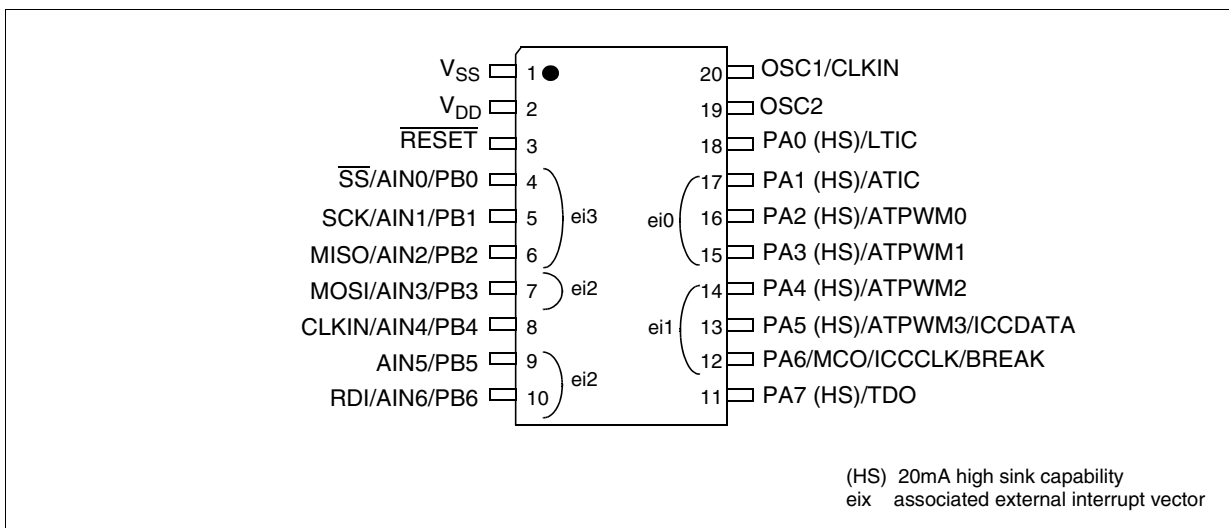 V_SS 1 20 OSC1/CLKIN
V_DD 2 19 OSC2
RESET 3 18 PA0 (HS)/LTIC
SS/AIN0/PB0 4 17 PA1 (HS)/ATIC
SCK/AIN1/PB1 5 ei3 ei0 16 PA2 (HS)/ATPWM0
MISO/AIN2/PB2 6 15 PA3 (HS)/ATPWM1
MOSI/AIN3/PB3 7 ei2 14 PA4 (HS)/ATPWM2
CLKIN/AIN4/PB4 8 ei1 13 PA5 (HS)/ATPWM3/ICCDATA
AIN5/PB5 9 12 PA6/MCO/ICCCLK/BREAK
ei2
RDI/AIN6/PB6 10 11 PA7 (HS)/TDO
(HS) 20mA high sink capability
eix associated external interrupt vector